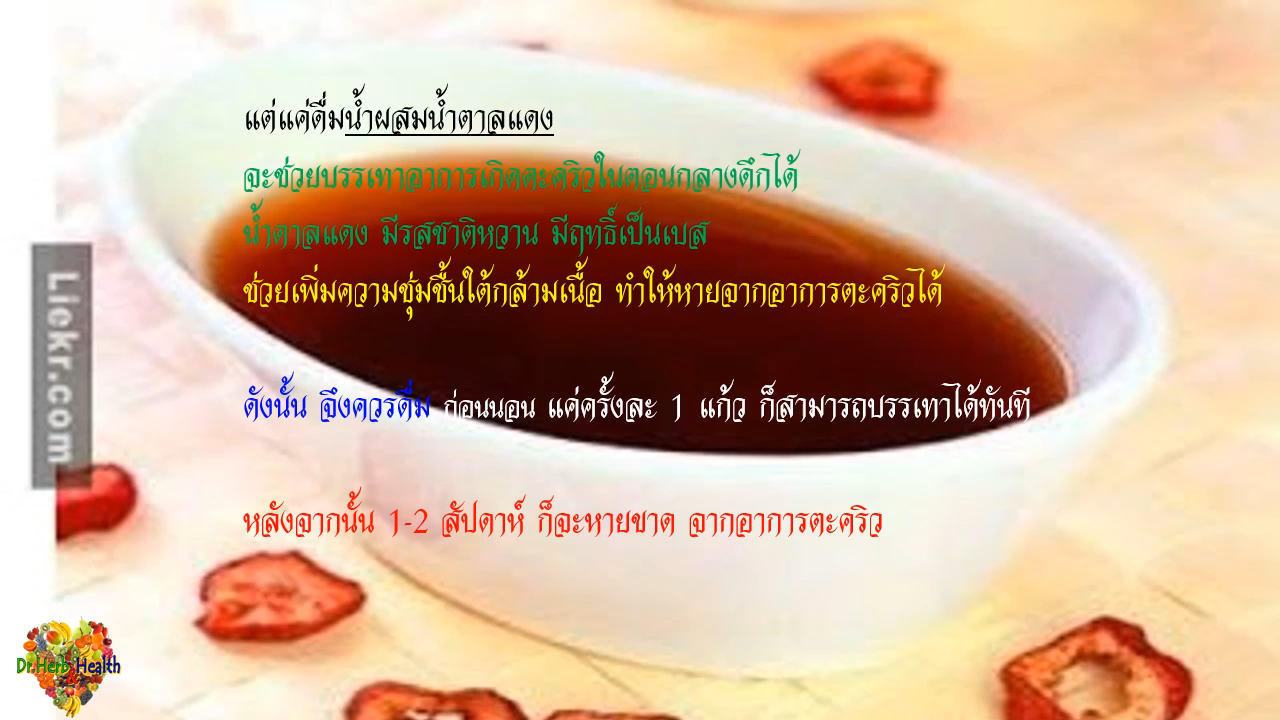 แต่แค่ดื่มน้ำผสมน้ำตาลแดง
จะช่วยบรรเทาอาการเกิดตะคริวในตอนกลางดึกได้
น้ำตาลแดง มีรสชาติหวาน มีฤทธิ์เป็นเบส
ช่วยเพิ่มความชุ่มชื้นใต้กล้ามเนื้อ ทำให้หายจากอาการตะคริวได้
ดังนั้น จึงควรดื่ม ก่อนนอน แค่ครั้งละ 1 แก้ว ก็สามารถบรรเทาได้ทันที
หลังจากนั้น 1-2 สัปดาห์ ก็จะหายขาด จากอาการตะคริว
Lickr.com
Dr.Herb Health
&